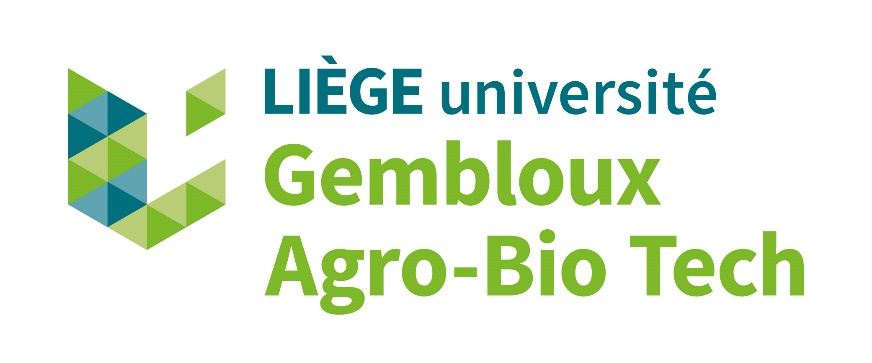 LIÈGE université
Gembloux
Agro-Bio Tech